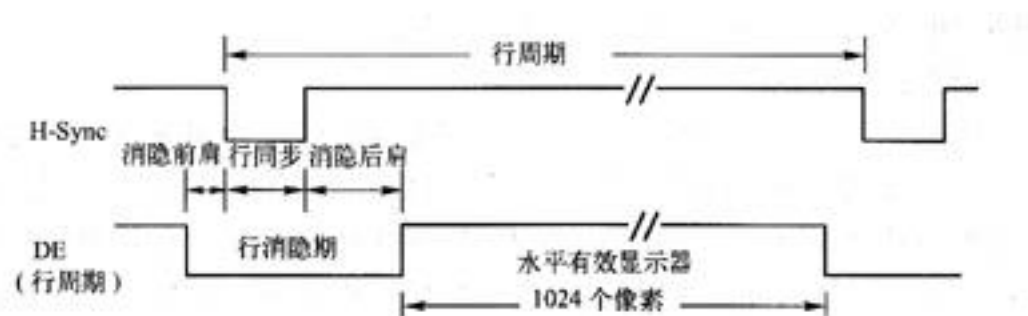 行周期
H-Sync
消隐前肩 行同步 消隐后肩
DE
(行周期)
行消隐期
水平有效显示器
1024 个像素